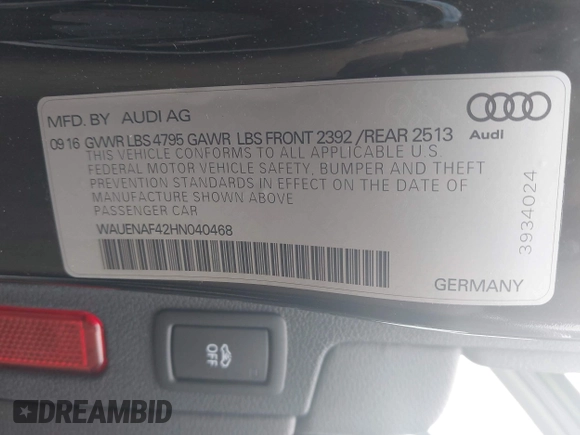 MFD. BY AUDI AG
Audi
09 16 GVWR LBS 4795 GAWR LBS FRONT 2392 /REAR 2513
THIS VEHICLE CONFORMS TO ALL APPLICABLE U.S.
FEDERAL MOTOR VEHICLE SAFETY, BUMPER AND THEFT
PREVENTION STANDARDS IN EFFECT ON THE DATE OF
MANUFACTURE SHOWN ABOVE
PASSENGER CAR
WAUENAF42HN040468
3934024
GERMANY
OFF
DREAMBID